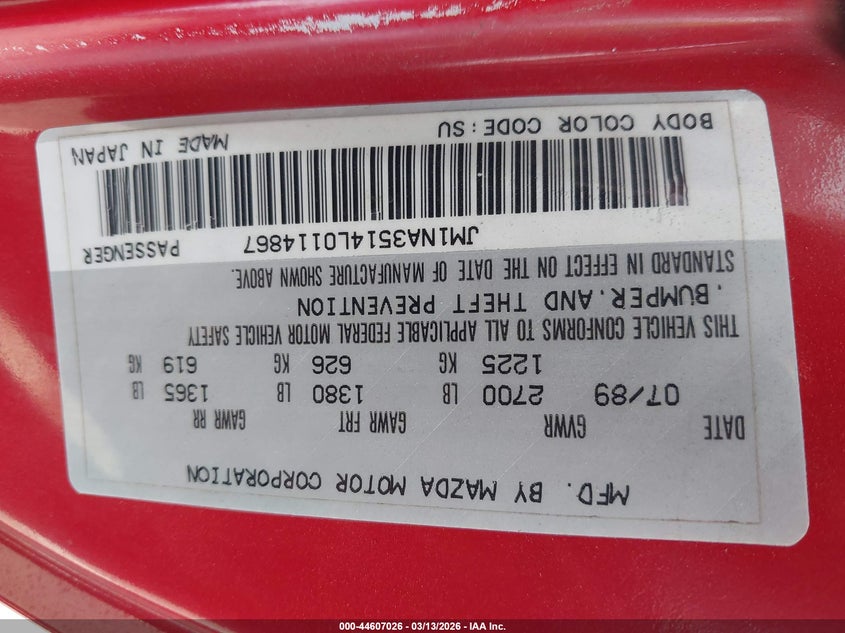 MFD. BY MAZDA MOTOR CORPORATION
DATE GVWR GAWR FRT GAWR RR
07/89 2700 LB 1380 LB 1365 LB
1225 KG 626 KG 619 KG
THIS VEHICLE CONFORMS TO ALL APPLICABLE FEDERAL MOTOR VEHICLE SAFETY
.BUMPER.AND THEFT PREVENTION
STANDARD IN EFFECT ON THE DATE OF MANUFACTURE SHOWN ABOVE.
JM1NA3514L0114867 PASSENGER
BODY COLOR CODE:SU MADE IN JAPAN
000-44607026 - 03/13/2026 - IAA Inc.